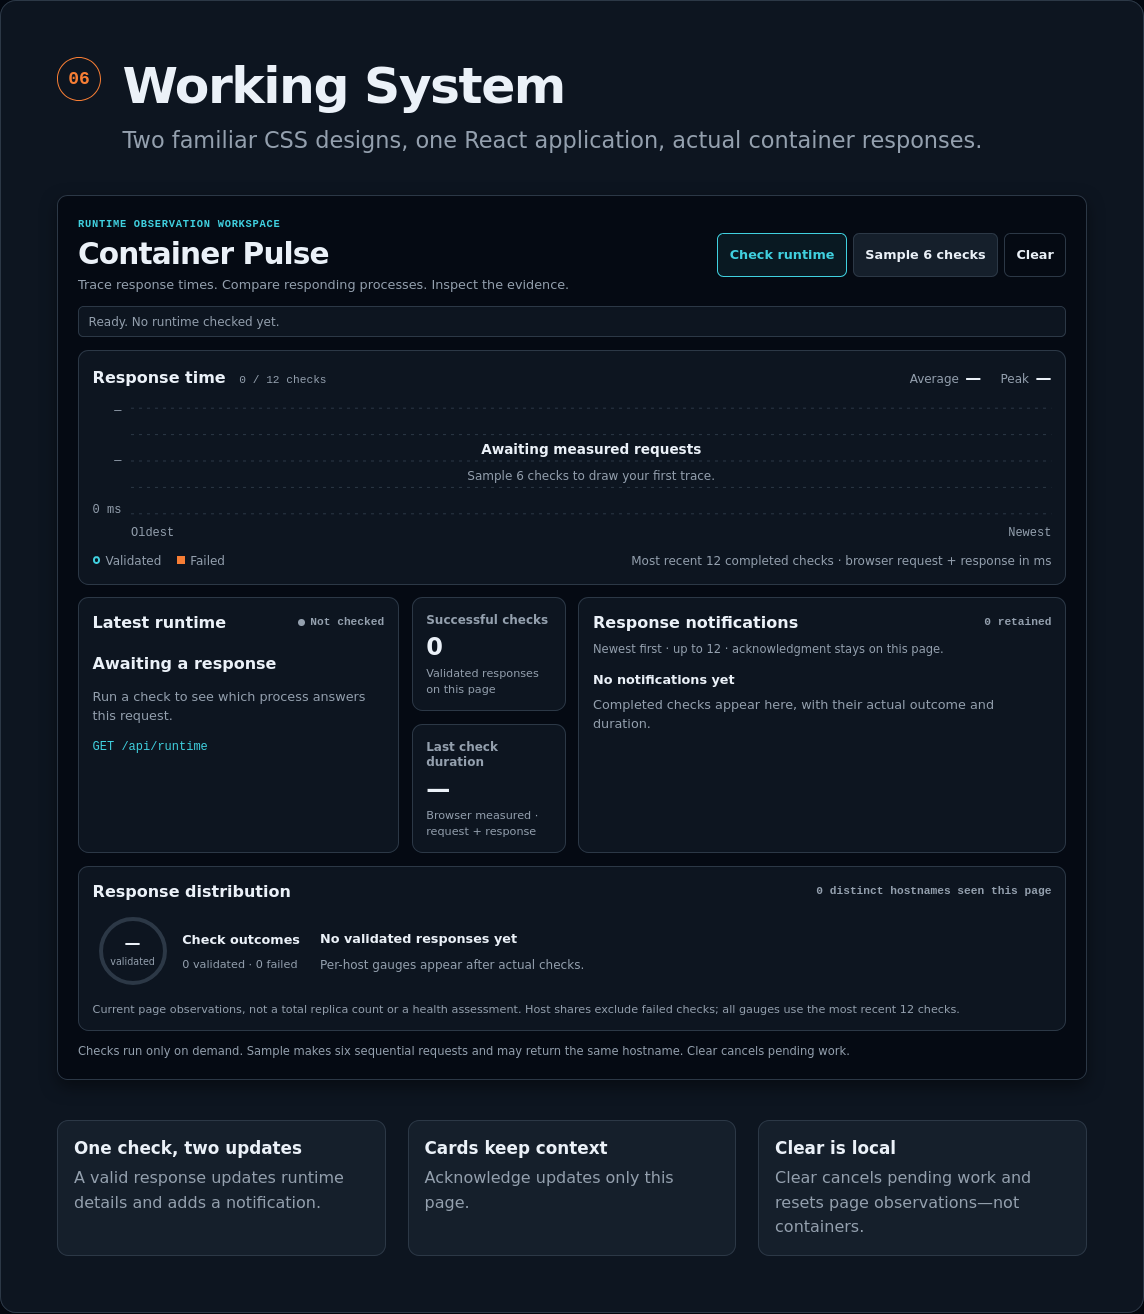 06
Working System
Two familiar CSS designs, one React application, actual container responses.
RUNTIME OBSERVATION WORKSPACE
Container Pulse
Trace response times. Compare responding processes. Inspect the evidence.
Check runtime
Sample 6 checks
Clear
Ready. No runtime checked yet.
Response time 0 / 12 checks
Average — Peak —
—
—
0 ms
Awaiting measured requests
Sample 6 checks to draw your first trace.
Oldest
Newest
Validated Failed
Most recent 12 completed checks · browser request + response in ms
Latest runtime
Not checked
Awaiting a response
Run a check to see which process answers
this request.
GET /api/runtime
Successful checks
0
Validated responses
on this page
Last check
duration
—
Browser measured ·
request + response
Response notifications
0 retained
Newest first · up to 12 · acknowledgment stays on this page.
No notifications yet
Completed checks appear here, with their actual outcome and
duration.
Response distribution
0 distinct hostnames seen this page
—
validated
Check outcomes
0 validated · 0 failed
No validated responses yet
Per-host gauges appear after actual checks.
Current page observations, not a total replica count or a health assessment. Host shares exclude failed checks; all gauges use the most recent 12 checks.
Checks run only on demand. Sample makes six sequential requests and may return the same hostname. Clear cancels pending work.
One check, two updates
A valid response updates runtime
details and adds a notification.
Cards keep context
Acknowledge updates only this
page.
Clear is local
Clear cancels pending work and
resets page observations—not
containers.